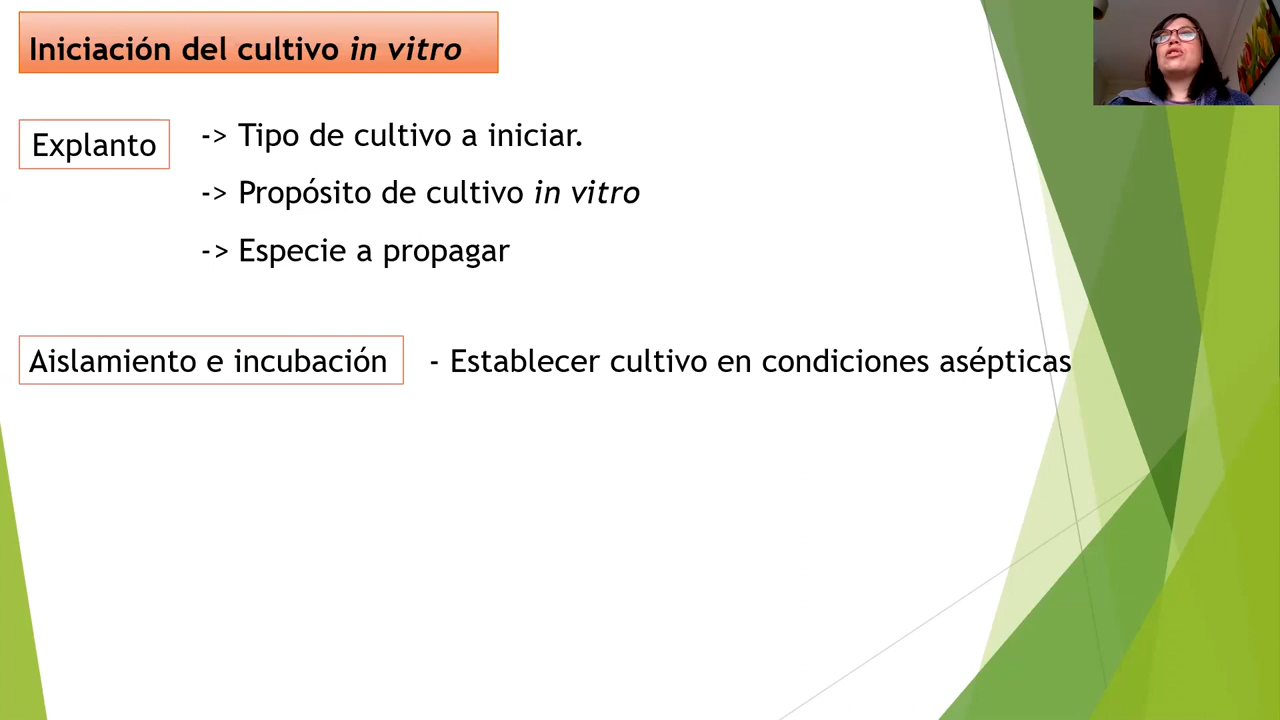 Iniciación del cultivo in vitro
Explanto
-> Tipo de cultivo a iniciar.
-> Propósito de cultivo in vitro
-> Especie a propagar
Aislamiento e incubación
- Establecer cultivo en condiciones asépticas